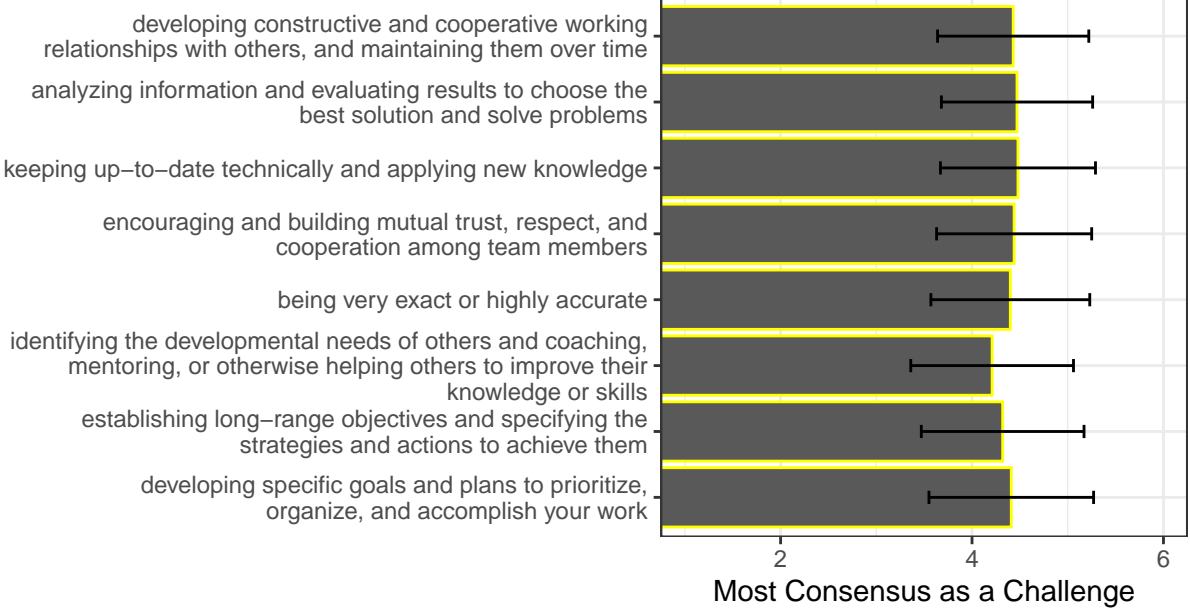 developing constructive and cooperative working
relationships with others, and maintaining them over time
analyzing information and evaluating results to choose the
best solution and solve problems
keeping up−to−date technically and applying new knowledge
encouraging and building mutual trust, respect, and
cooperation among team members
being very exact or highly accurate
identifying the developmental needs of others and coaching,
mentoring, or otherwise helping others to improve their
knowledge or skills
establishing long−range objectives and specifying the
strategies and actions to achieve them
developing specific goals and plans to prioritize,
organize, and accomplish your work
2 4 6
Most Consensus as a Challenge